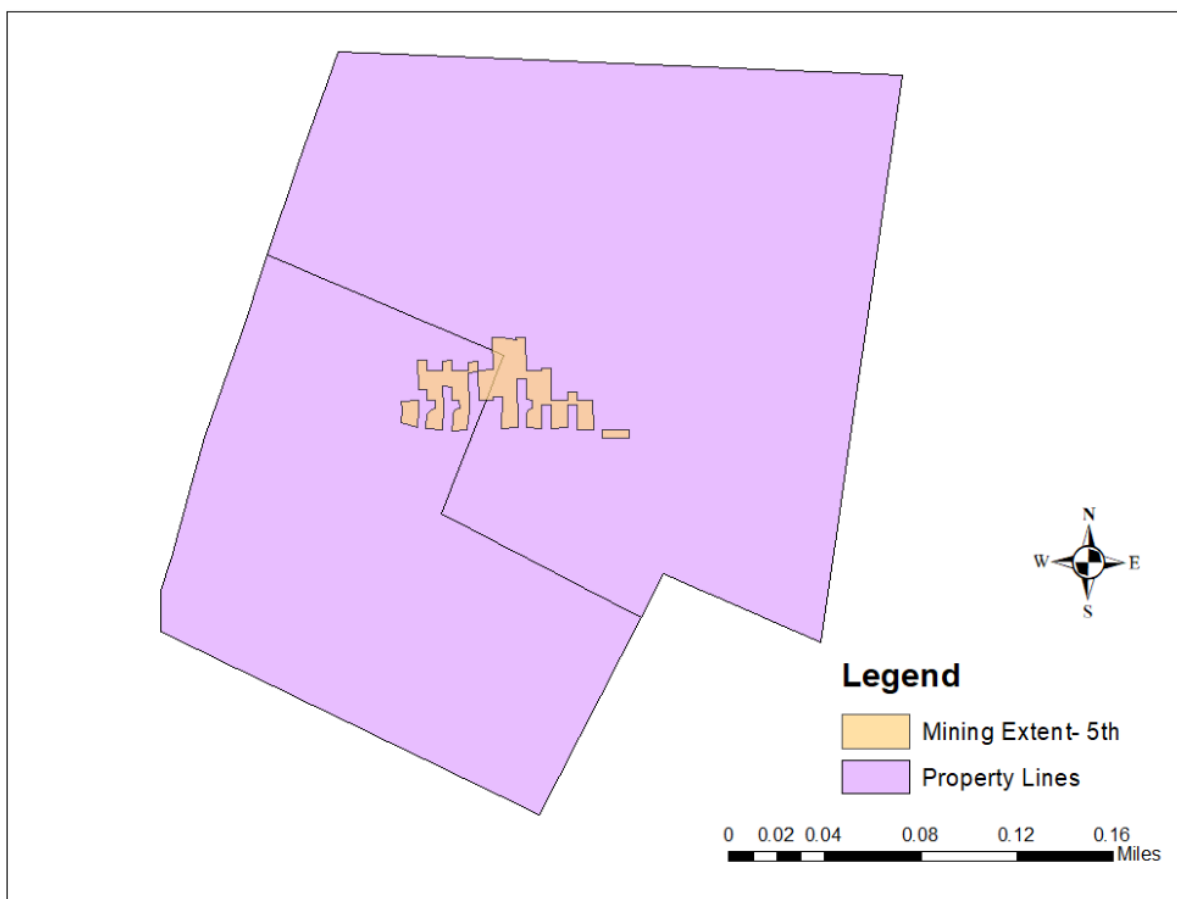 N
W E
S
Legend
Mining Extent- 5th
Property Lines
0 0.02 0.04 0.08 0.12 0.16
Miles